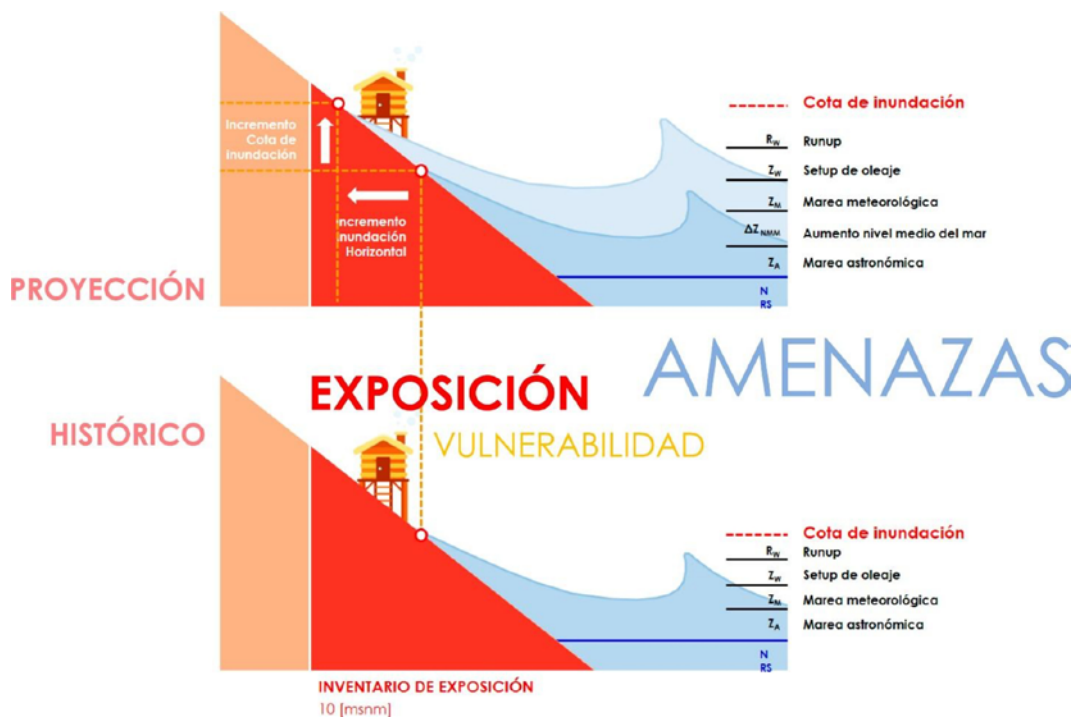 Cota de inundación
Incremento
Cota de
inundación
R_W Runup
Z_W Setup de oleaje
Z_M Marea meteorológica
ΔZ_NMM Aumento nivel medio del mar
Z_A Marea astronómica
ncremento
nundación
Horizontal
PROYECCIÓN
N
RS
AMENAZAS
EXPOSICIÓN
HISTÓRICO
VULNERABILIDAD
Cota de inundación
R_W Runup
Z_W Setup de oleaje
Z_M Marea meteorológica
Z_A Marea astronómica
N
RS
INVENTARIO DE EXPOSICIÓN
10 [msnm]